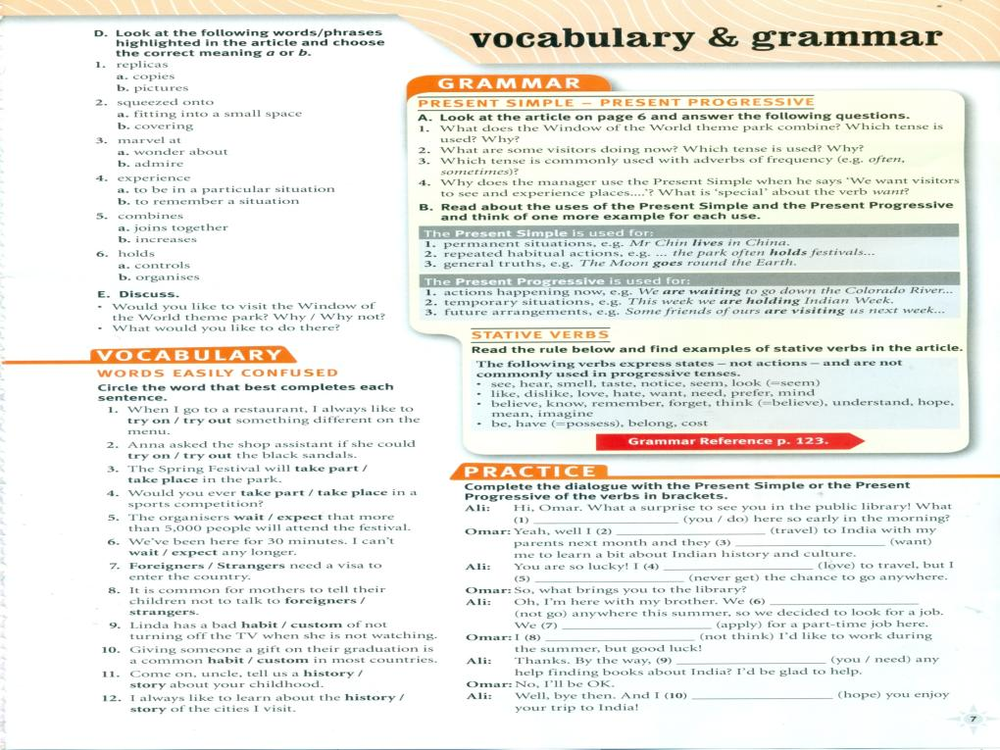 vocabulary & grammar
D. Look at the following words/phrases
highlighted in the article and choose
the correct meaning a or b.
1. replicas
a. copies
b. pictures
2. squeezed onto
a. fitting into a small space
b. covering
3. marvel at
a. wonder about
b. admire
4. experience
a. to be in a particular situation
b. to remember a situation
5. combines
a. joins together
b. increases
6. holds
a. controls
b. organises
E. Discuss.
• Would you like to visit the Window of
the World theme park? Why / Why not?
• What would you like to do there?
VOCABULARY
WORDS EASILY CONFUSED
Circle the word that best completes each
sentence.
1. When I go to a restaurant, I always like to
try on / try out something different on the
menu.
2. Anna asked the shop assistant if she could
try on / try out the black sandals.
3. The Spring Festival will take part /
take place in the park.
4. Would you ever take part / take place in a
sports competition?
5. The organisers wait / expect that more
than 5,000 people will attend the festival.
6. We've been here for 30 minutes. I can't
wait / expect any longer.
7. Foreigners / Strangers need a visa to
enter the country.
8. It is common for mothers to tell their
children not to talk to foreigners /
strangers.
9. Linda has a bad habit / custom of not
turning off the TV when she is not watching.
10. Giving someone a gift on their graduation is
a common habit / custom in most countries.
11. Come on, uncle, tell us a history /
story about your childhood.
12. I always like to learn about the history /
story of the cities I visit.
GRAMMAR
PRESENT SIMPLE – PRESENT PROGRESSIVE
A. Look at the article on page 6 and answer the following questions.
1. What does the Window of the World theme park combine? Which tense is
used? Why?
2. What are some visitors doing now? Which tense is used? Why?
3. Which tense is commonly used with adverbs of frequency (e.g. often,
sometimes)?
4. Why does the manager use the Present Simple when he says ‘We want visitors
to see and experience places....’? What is ‘special’ about the verb want?
B. Read about the uses of the Present Simple and the Present Progressive
and think of one more example for each use.
The Present Simple is used for:
1. permanent situations, e.g. Mr Chin lives in China.
2. repeated habitual actions, e.g. ... the park often holds festivals...
3. general truths, e.g. The Moon goes round the Earth.
The Present Progressive is used for:
1. actions happening now, e.g. We are waiting to go down the Colorado River...
2. temporary situations, e.g. This week we are holding Indian Week.
3. future arrangements, e.g. Some friends of ours are visiting us next week...
STATIVE VERBS
Read the rule below and find examples of stative verbs in the article.
The following verbs express states – not actions – and are not
commonly used in progressive tenses.
• see, hear, smell, taste, notice, seem, look (=seem)
• like, dislike, love, hate, want, need, prefer, mind
• believe, know, remember, forget, think (=believe), understand, hope,
mean, imagine
• be, have (=possess), belong, cost
Grammar Reference p. 123.
PRACTICE
Complete the dialogue with the Present Simple or the Present
Progressive of the verbs in brackets.
Ali: Hi, Omar. What a surprise to see you in the public library! What
(1) ____________ (you / do) here so early in the morning?
Omar: Yeah, well I (2) ____________ (travel) to India with my
parents next month and they (3) ____________ (want)
me to learn a bit about Indian history and culture.
Ali: You are so lucky! I (4) ____________ (love) to travel, but I
(5) ____________ (never get) the chance to go anywhere.
Omar: So, what brings you to the library?
Ali: Oh, I'm here with my brother. We (6)
(not go) anywhere this summer, so we decided to look for a job.
We (7) ____________ (apply) for a part-time job here.
Omar: I (8) ____________ (not think) I'd like to work during
the summer, but good luck!
Ali: Thanks. By the way, (9) ____________ (you / need) any
help finding books about India? I'd be glad to help.
Omar: No, I'll be OK.
Ali: Well, bye then. And I (10) ____________ (hope) you enjoy
your trip to India!
7